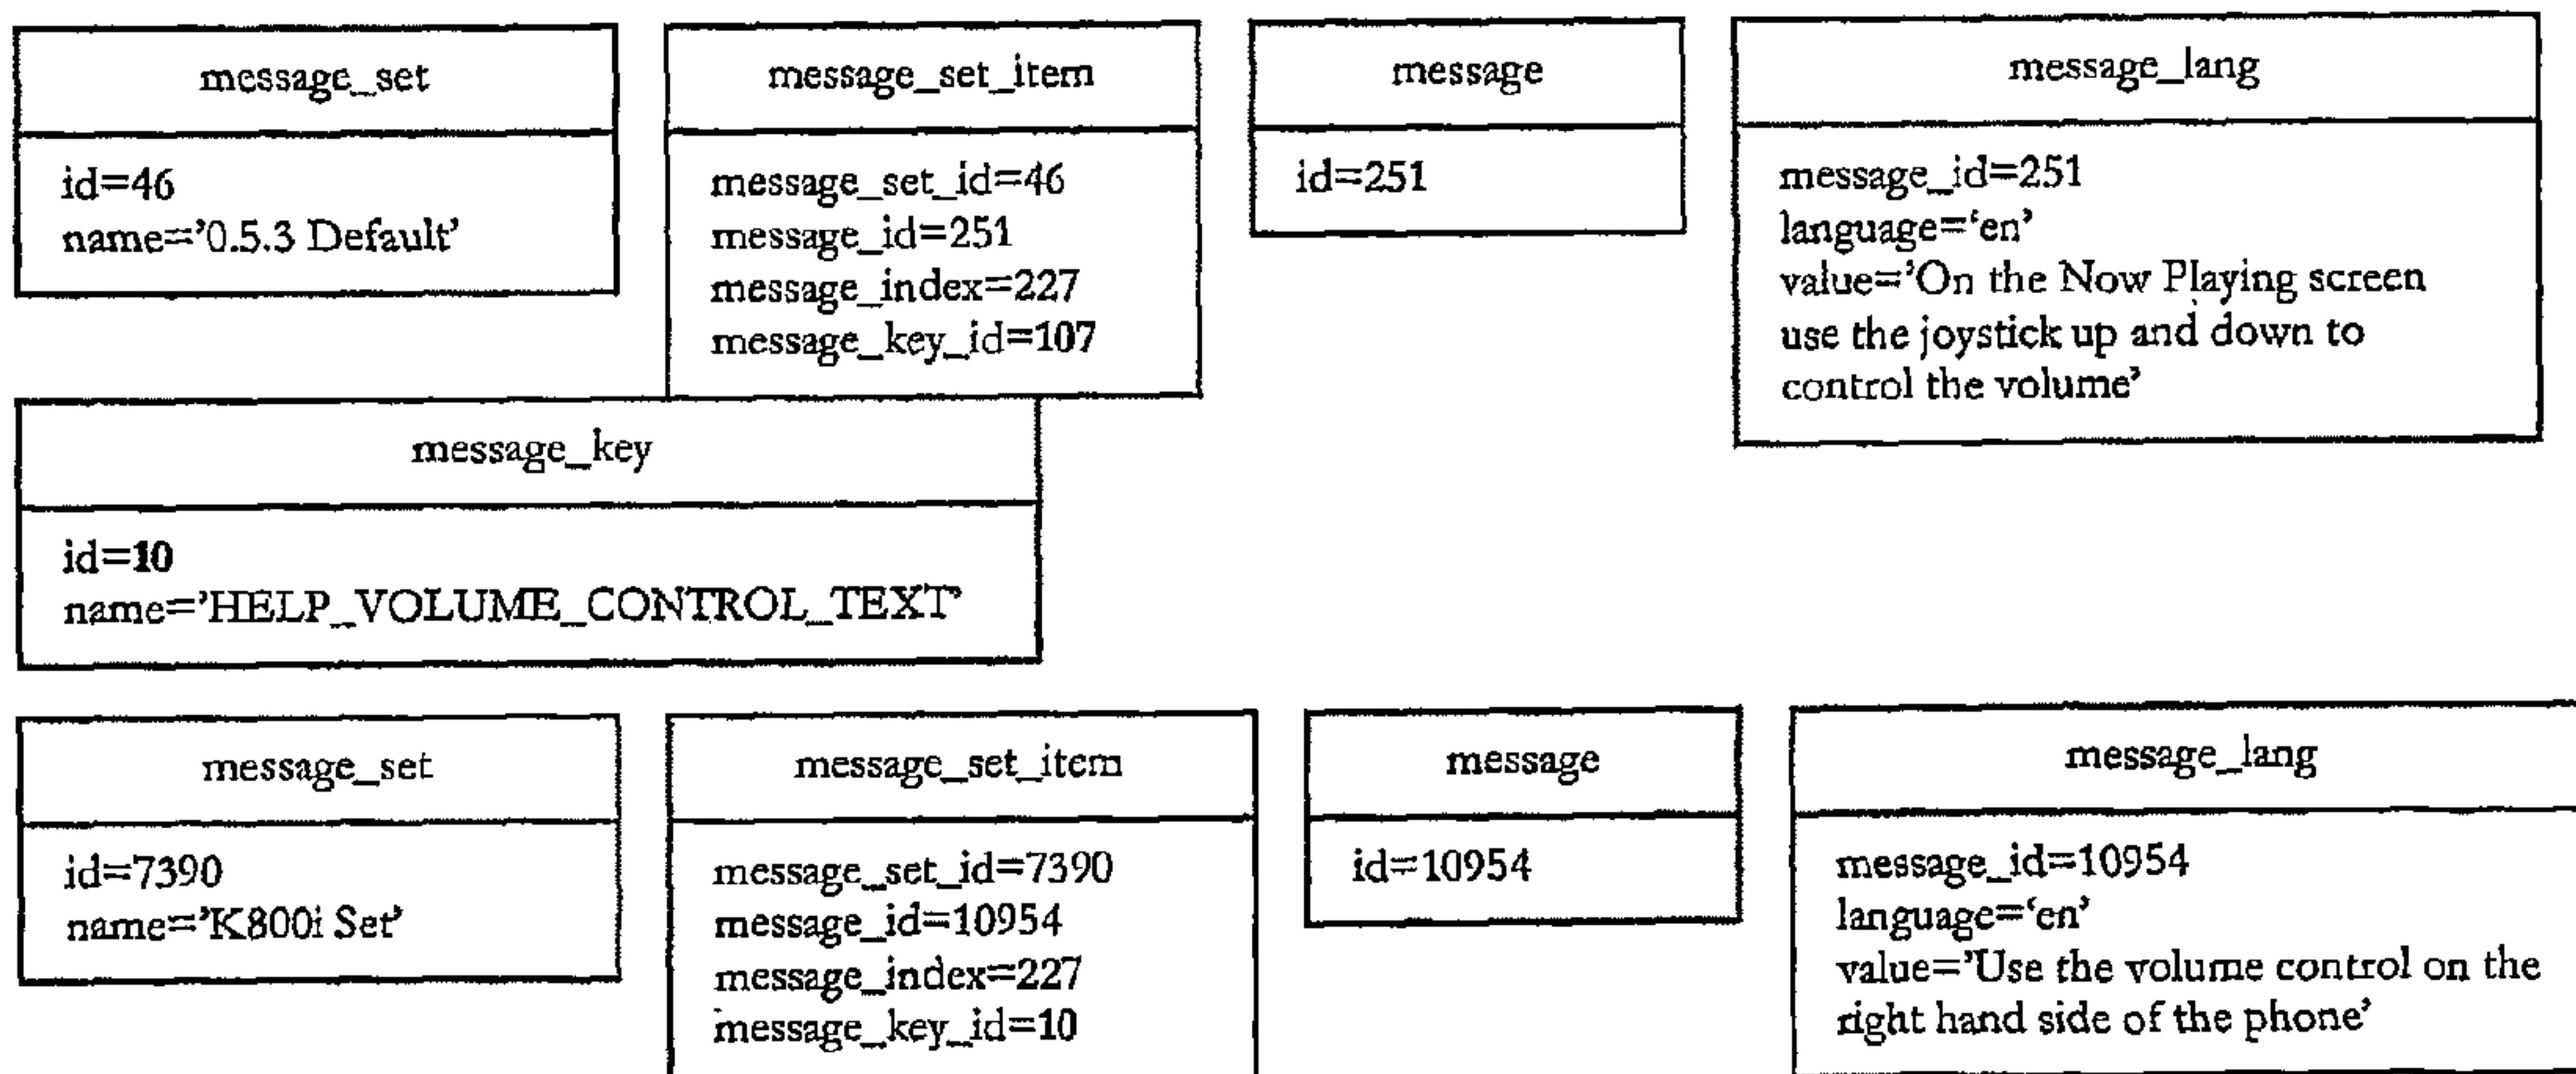 message_set
id=46
name='0.5.3 Default'
message_set_item
message_set_id=46
message_id=251
message_index=227
message_key_id=107
message
id=251
message_lang
message_id=251
language='en'
value='On the Now Playing screen
use the joystick up and down to
control the volume'
message_key
id=10
name='HELP_VOLUME_CONTROL_TEXT'
message_set
id=7390
name='K800i Set'
message_set_item
message_set_id=7390
message_id=10954
message_index=227
message_key_id=10
message
id=10954
message_lang
message_id=10954
language='en'
value='Use the volume control on the
right hand side of the phone'